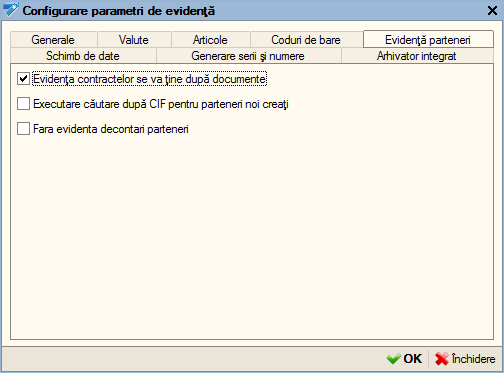 Configurare parametri de evidenţă
Generale Valute Articole Coduri de bare Evidenţă parteneri
Schimb de date Generare serii şi numere Arhivator integrat
Evidenţa contractelor se va ţine după documente
Executare căutare după CIF pentru parteneri noi creaţi
Fara evidenta decontari parteneri
OK Închidere